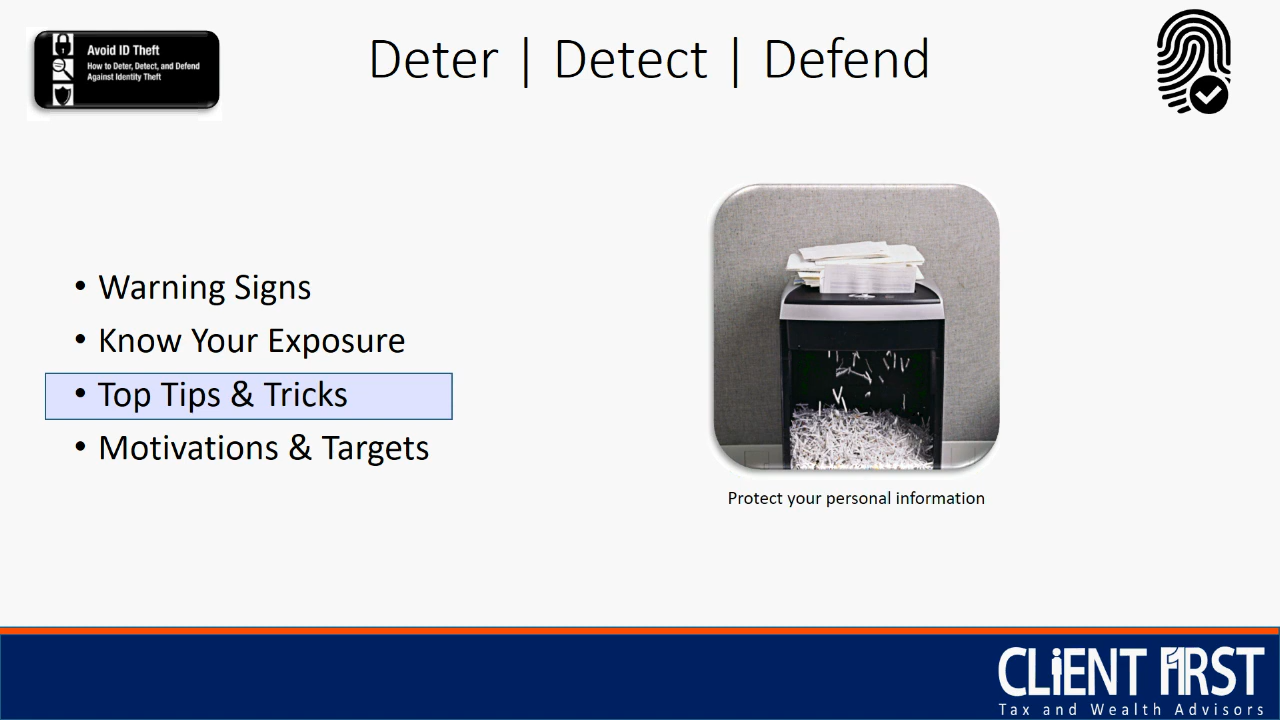 Avoid ID Theft
How to Deter, Detect, and Defend
Against Identity Theft
Deter | Detect | Defend
• Warning Signs
• Know Your Exposure
• Top Tips & Tricks
• Motivations & Targets
Protect your personal information
CLiENT F1RST
Tax and Wealth Advisors